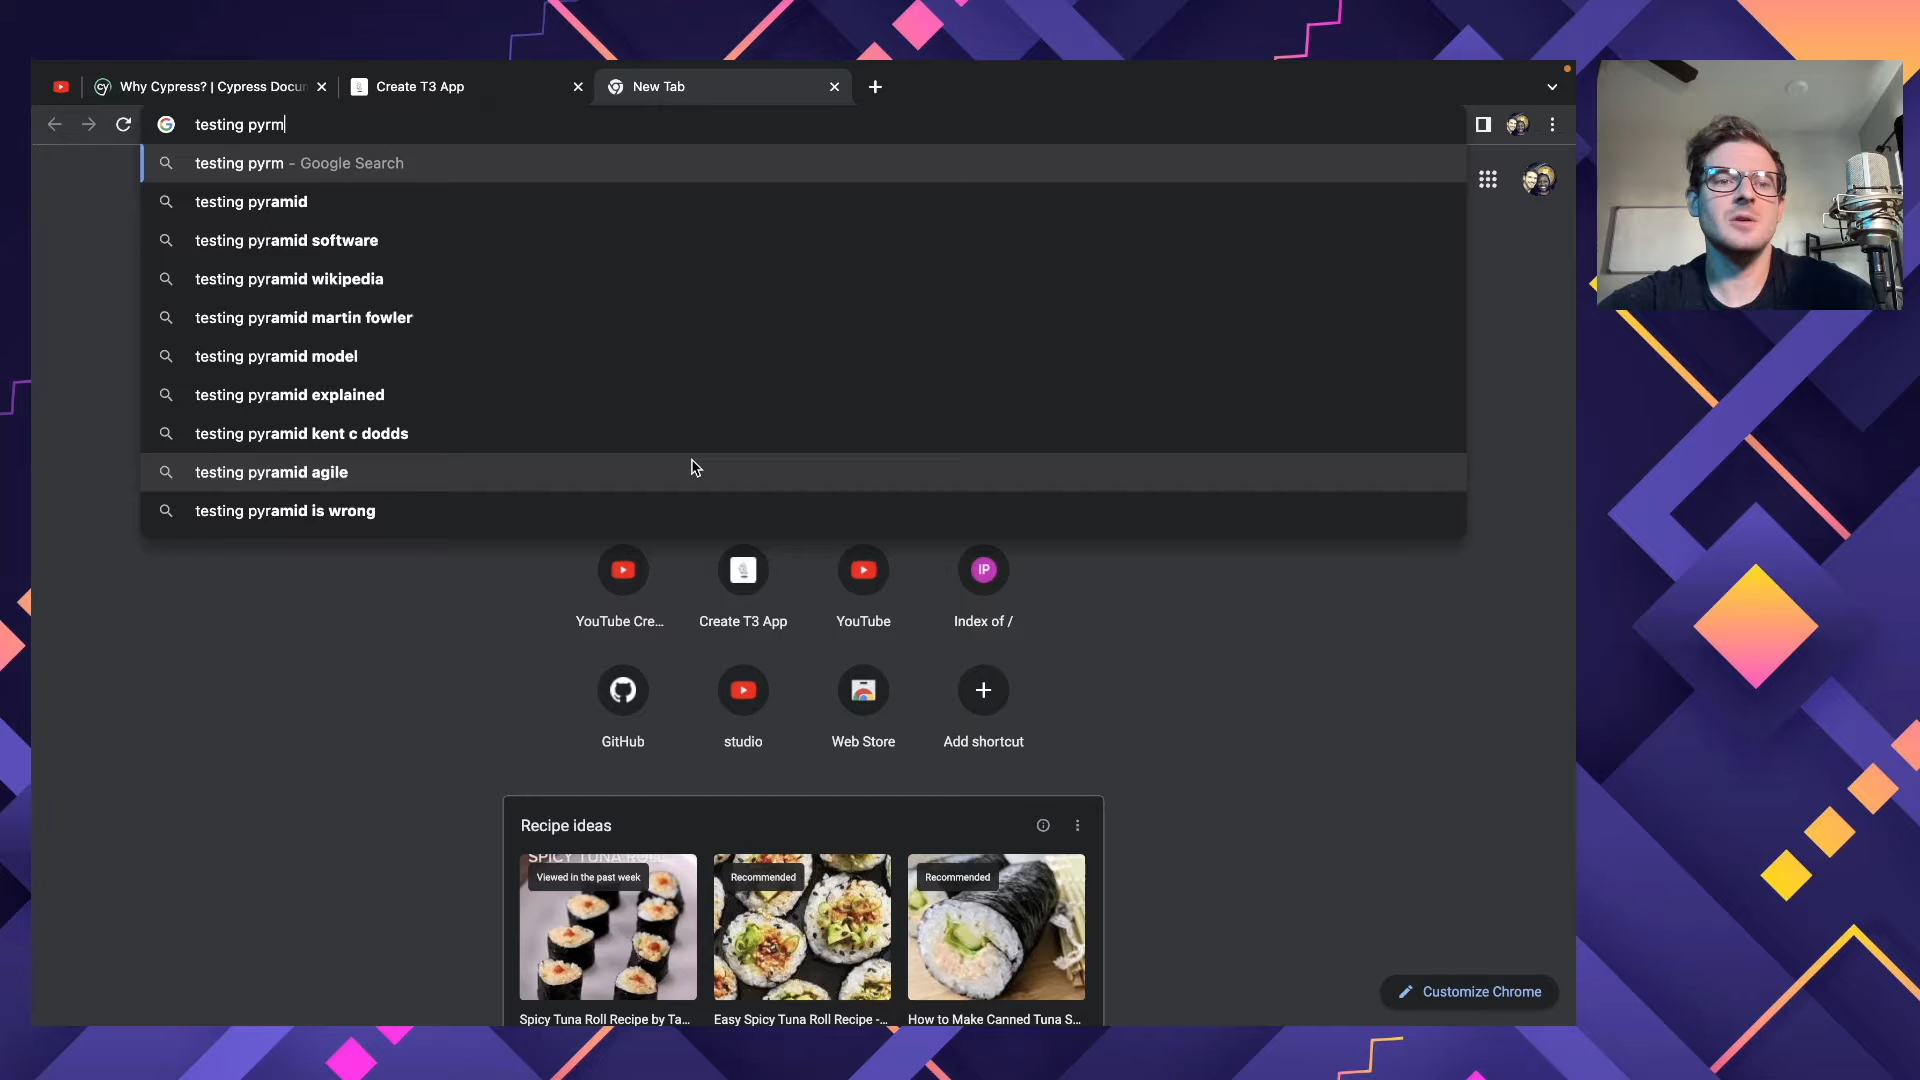 Why Cypress? | Cypress Docur
Create T3 App
New Tab
testing pyrm
testing pyrm - Google Search
testing pyramid
testing pyramid software
testing pyramid wikipedia
testing pyramid martin fowler
testing pyramid model
testing pyramid explained
testing pyramid kent c dodds
testing pyramid agile
testing pyramid is wrong
IP
YouTube Cre... Create T3 App YouTube Index of /
GitHub studio Web Store Add shortcut
Recipe ideas
SPICY TUNA ROLL
Viewed in the past week Recommended Recommended
Spicy Tuna Roll Recipe by Ta... Easy Spicy Tuna Roll Recipe -... How to Make Canned Tuna S...
Customize Chrome